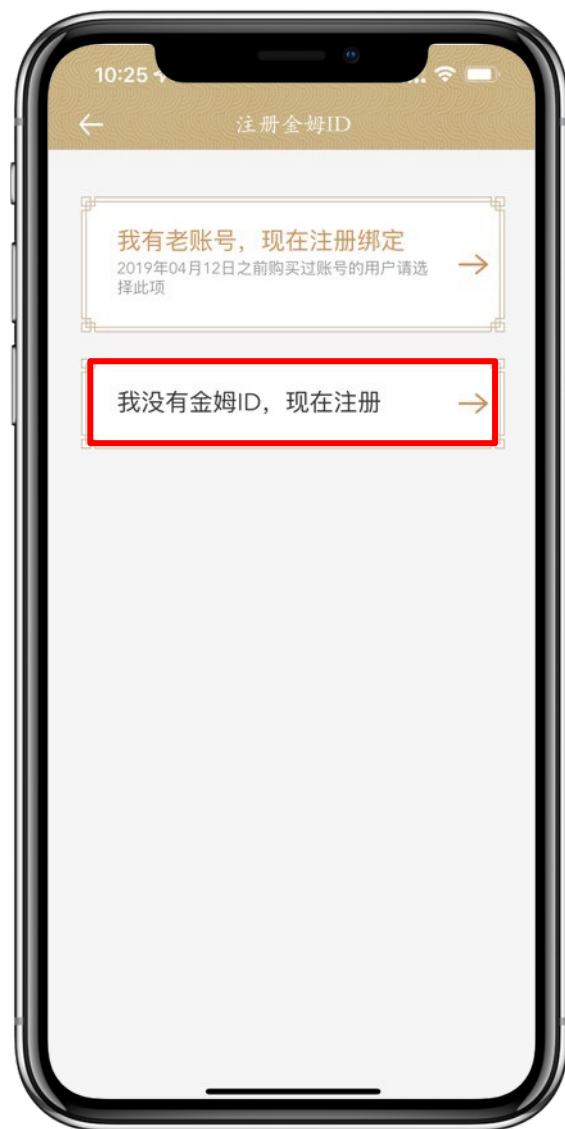 10:25
注册金姆ID
我有老账号，现在注册绑定
2019年04月12日之前购买过账号的用户请选
择此项
我没有金姆ID，现在注册